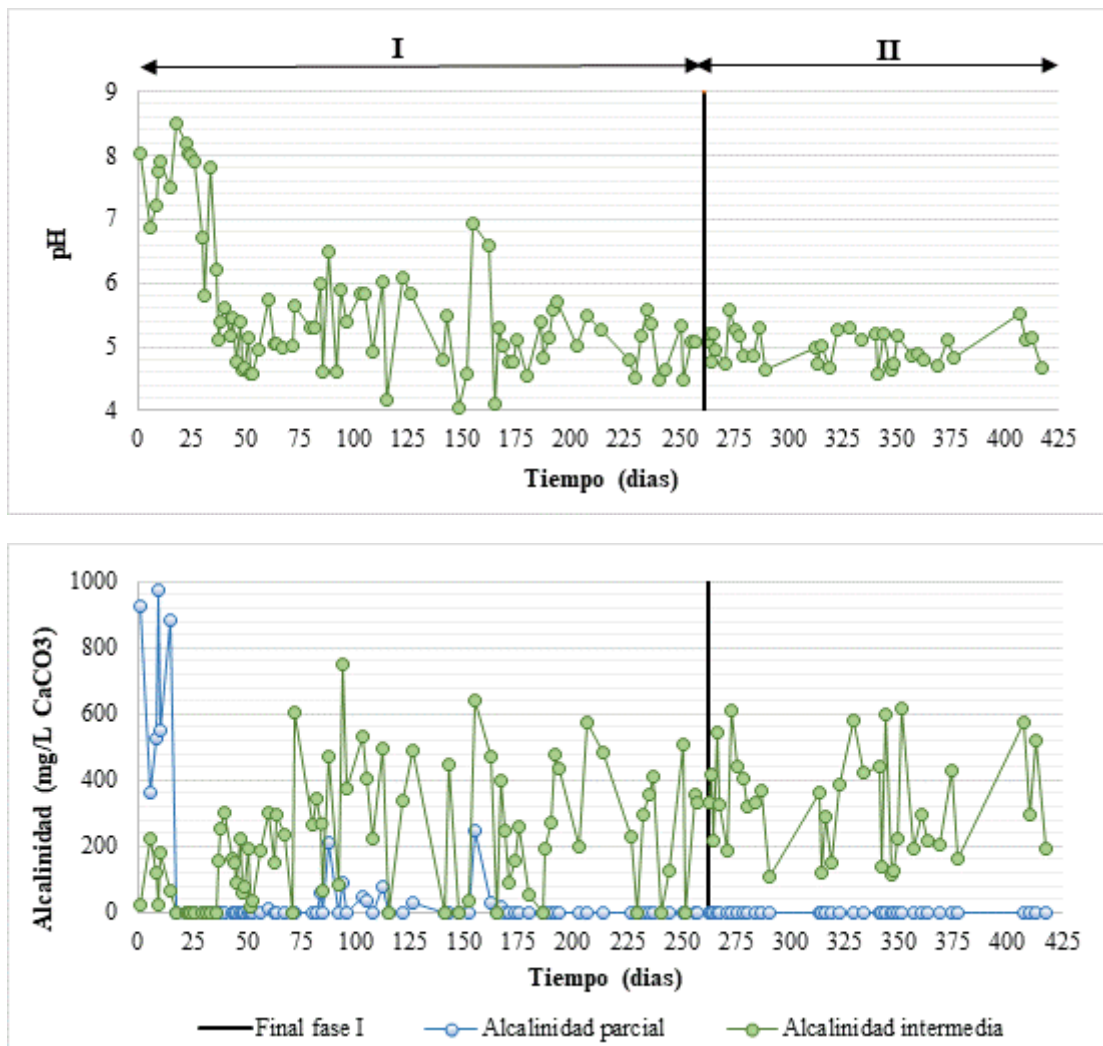 I II
9
8
7
6
5
4
pH
0 25 50 75 100 125 150 175 200 225 250 275 300 325 350 375 400 425
Tiempo (dias)
1000
800
600
400
200
0
Alcalinidad (mg/L CaCO3)
0 25 50 75 100 125 150 175 200 225 250 275 300 325 350 375 400 425
Tiempo (dias)
Final fase I Alcalinidad parcial Alcalinidad intermedia